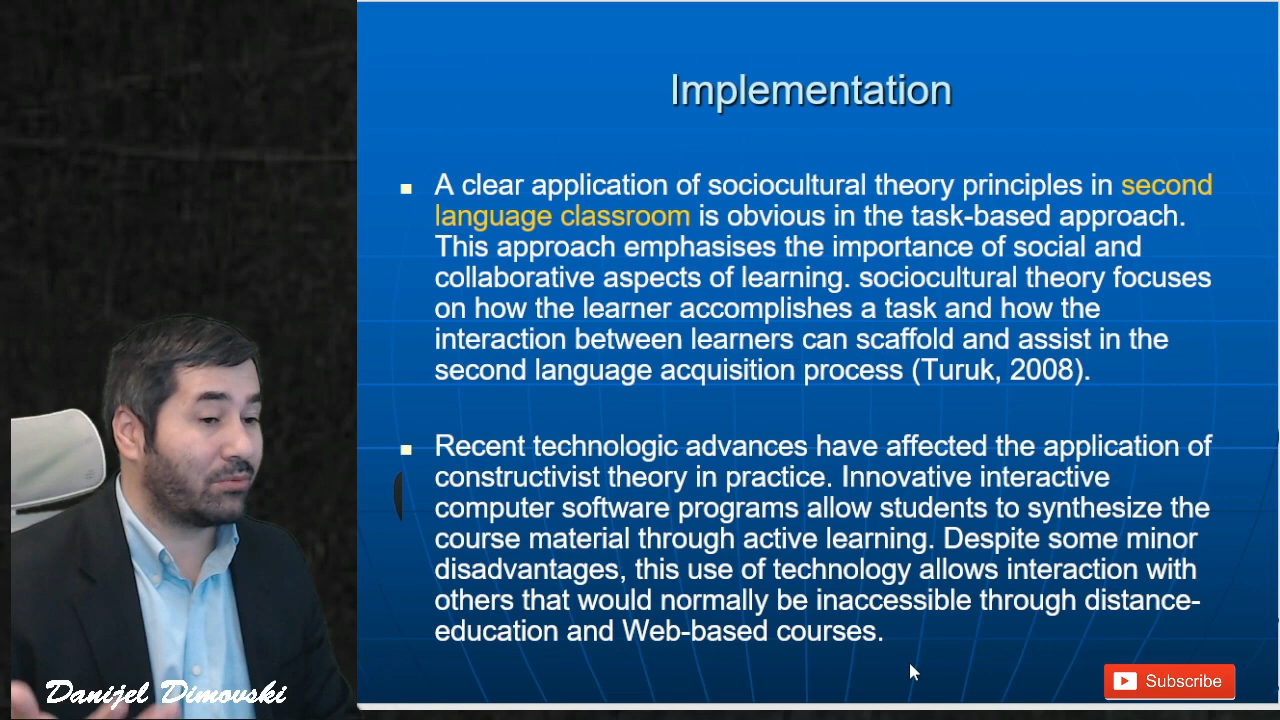 Implementation
A clear application of sociocultural theory principles in second
language classroom is obvious in the task-based approach.
This approach emphasises the importance of social and
collaborative aspects of learning. sociocultural theory focuses
on how the learner accomplishes a task and how the
interaction between learners can scaffold and assist in the
second language acquisition process (Turuk, 2008).
Recent technologic advances have affected the application of
constructivist theory in practice. Innovative interactive
computer software programs allow students to synthesize the
course material through active learning. Despite some minor
disadvantages, this use of technology allows interaction with
others that would normally be inaccessible through distance-
education and Web-based courses.
Danijel Dimovski
Subscribe